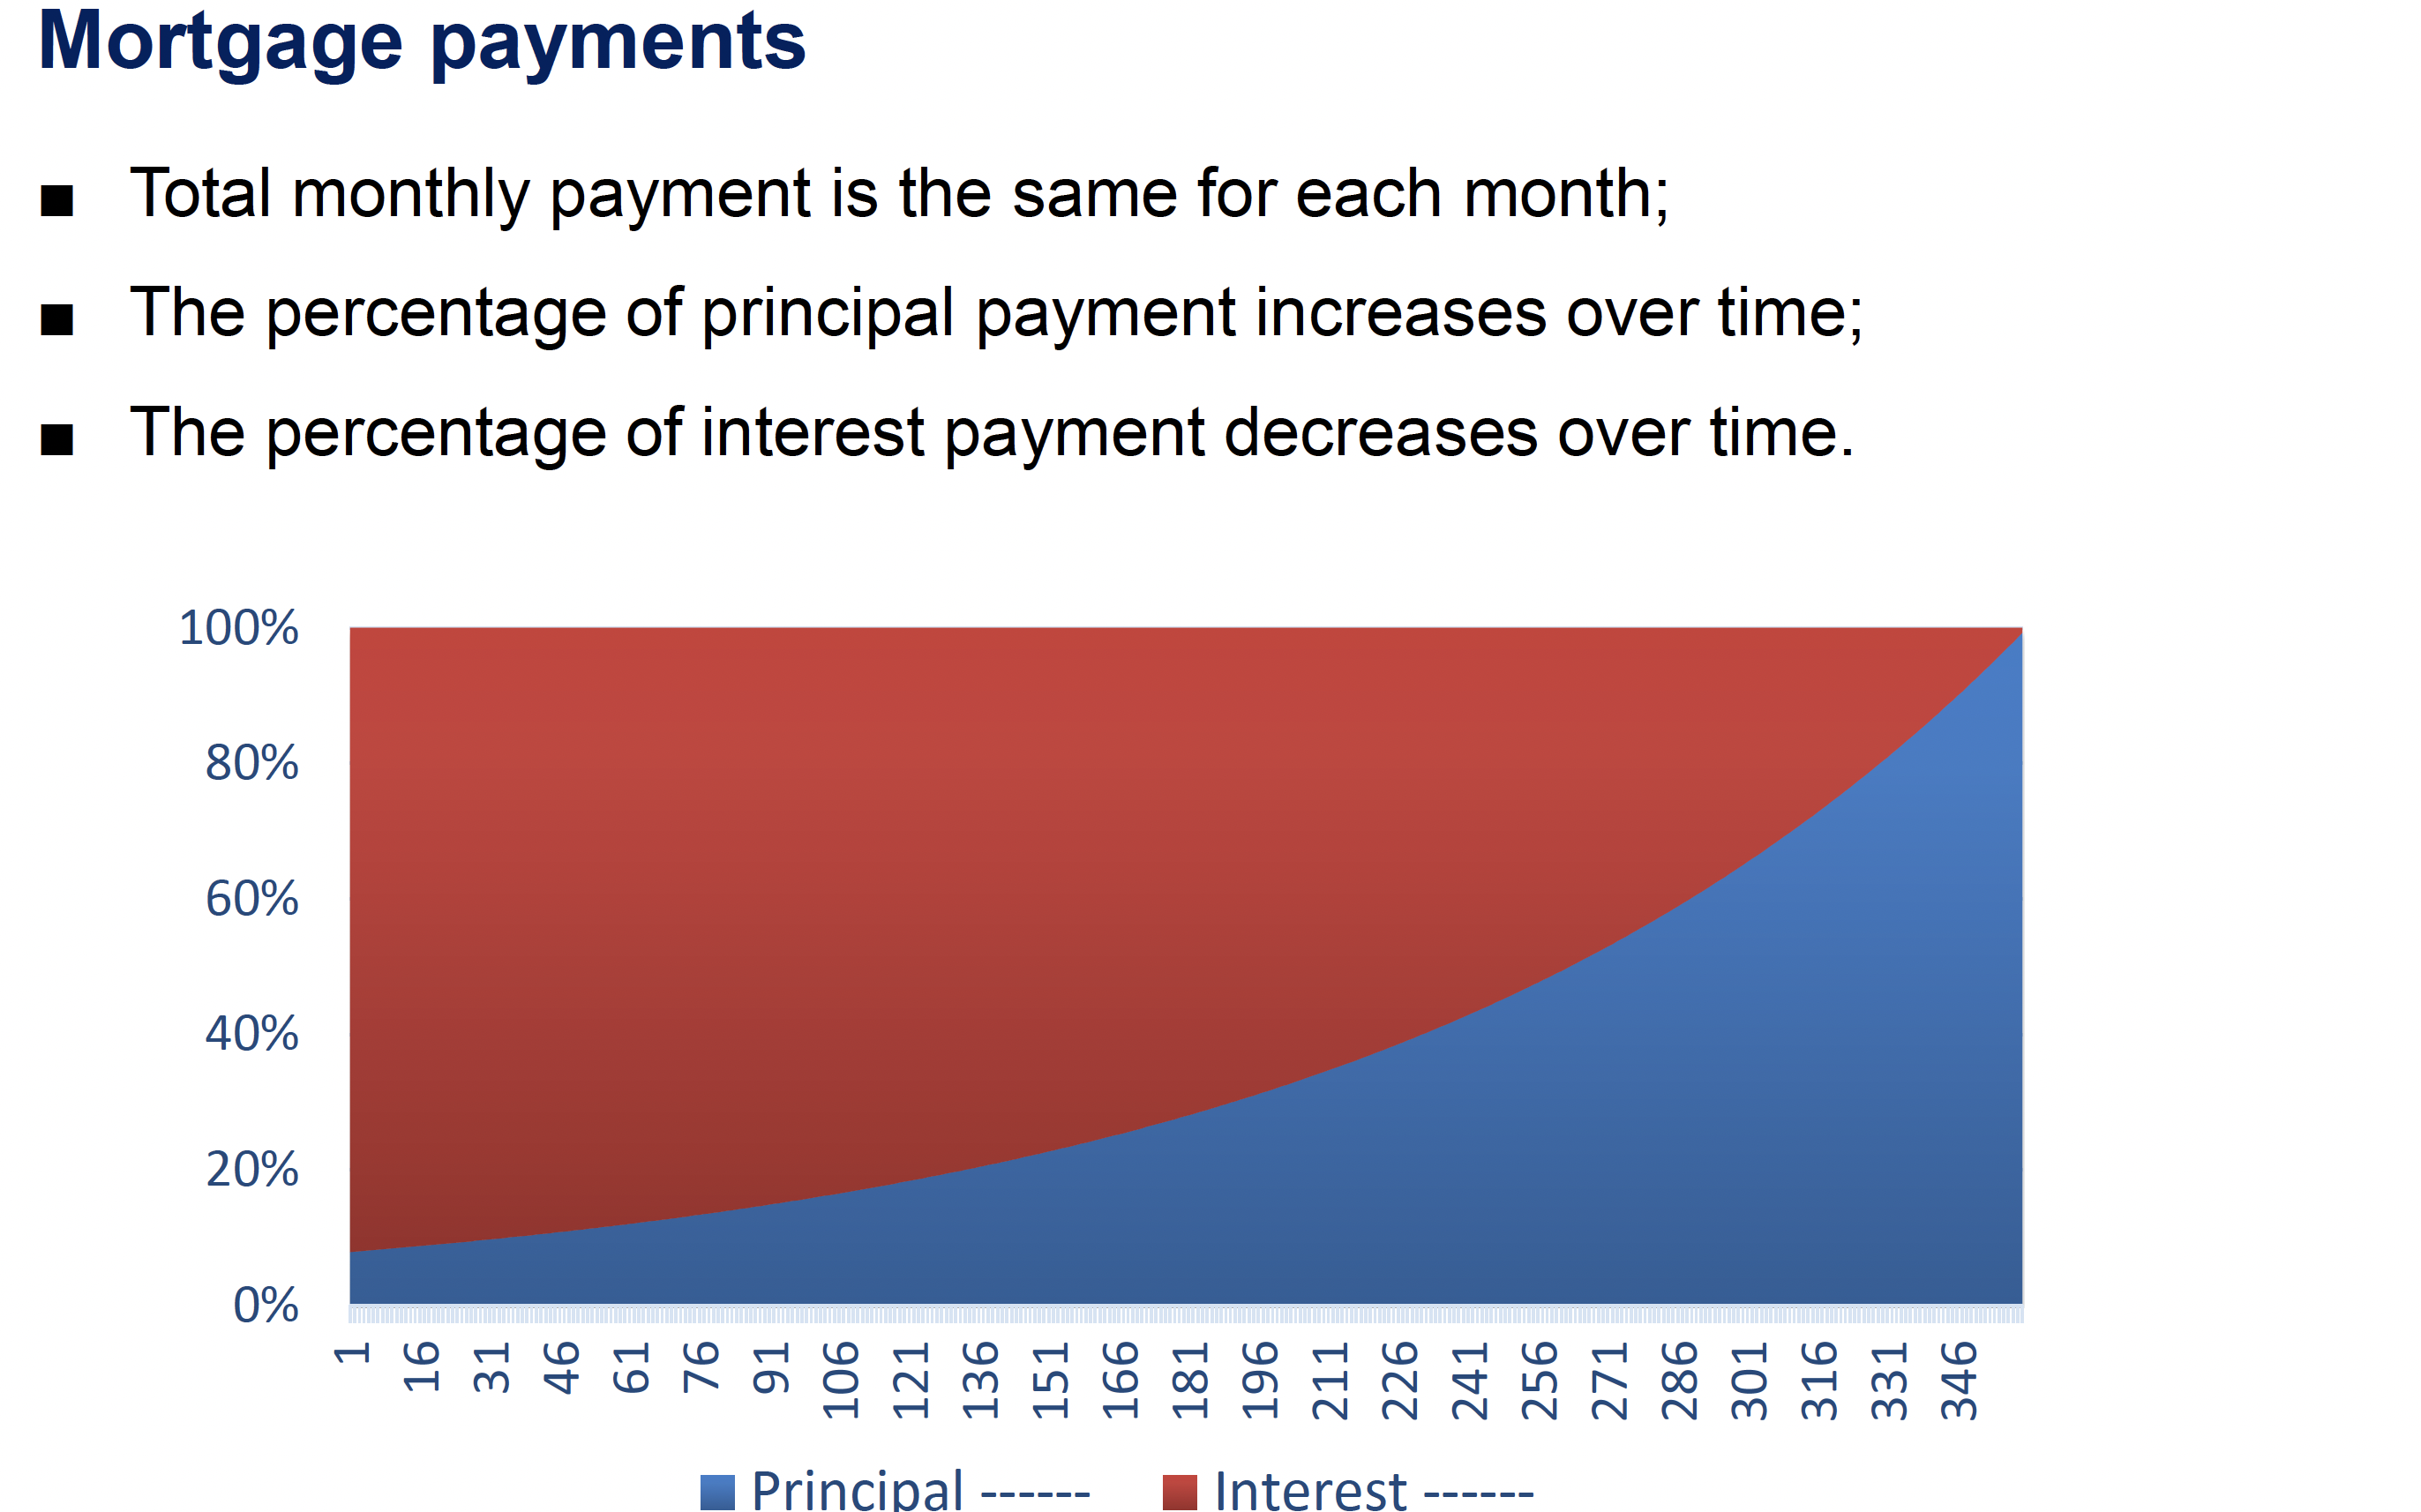 Mortgage payments
■ Total monthly payment is the same for each month;
■ The percentage of principal payment increases over time;
■ The percentage of interest payment decreases over time.
100%
80%
60%
40%
20%
0%
1 16 31 46 61 76 91 106 121 136 151 166 181 196 211 226 241 256 271 286 301 316 331 346
Principal ------ Interest ------